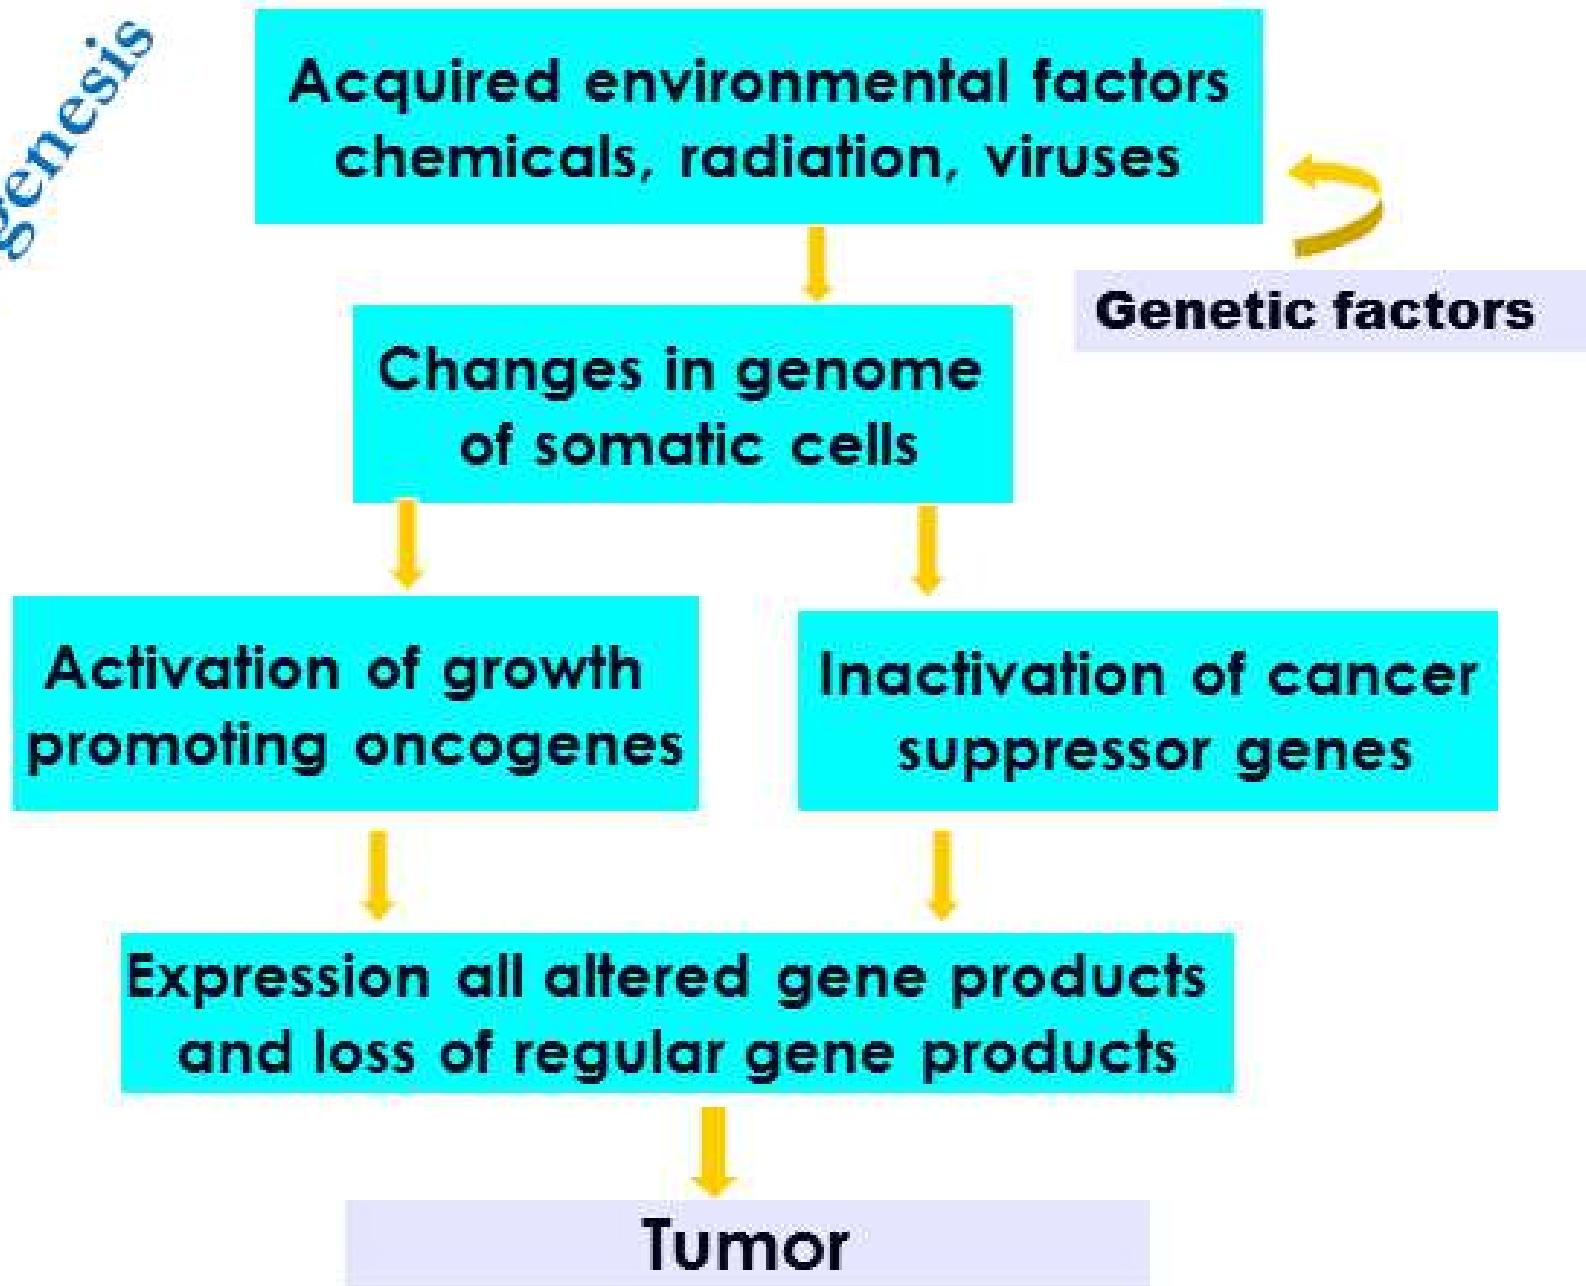 genesis
Acquired environmental factors
chemicals, radiation, viruses
Genetic factors
Changes in genome
of somatic cells
Activation of growth
promoting oncogenes
Inactivation of cancer
suppressor genes
Expression all altered gene products
and loss of regular gene products
Tumor